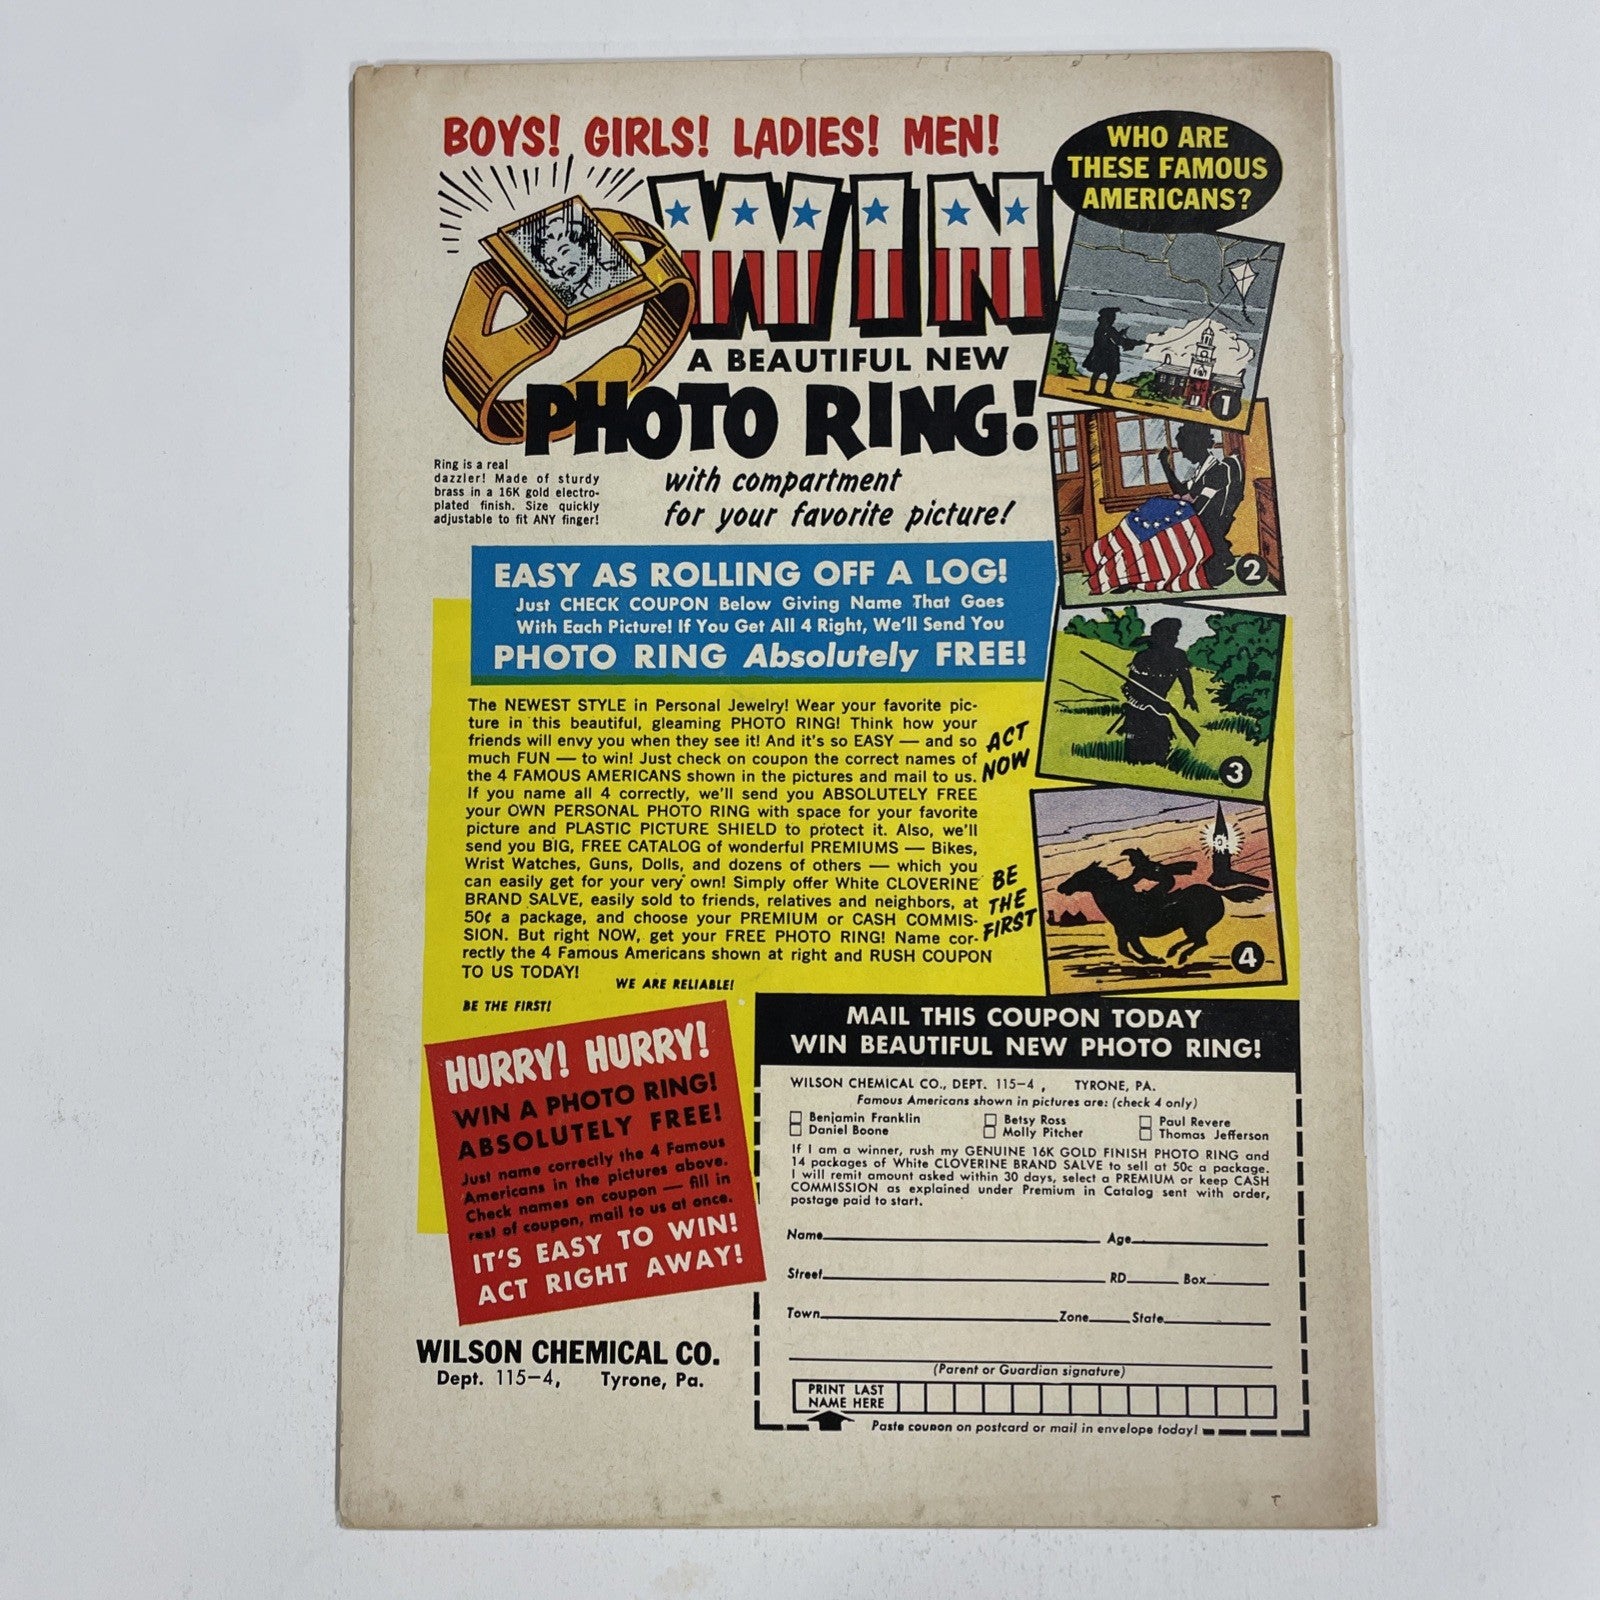 BOYS! GIRLS! LADIES! MEN!
WIN
A BEAUTIFUL NEW
PHOTO RING!
with compartment
for your favorite picture!
Ring is a real
dazzler! Made of sturdy
brass in a 16K gold electro-
plated finish. Size quickly
adjustable to fit ANY finger!
WHO ARE
THESE FAMOUS
AMERICANS?
1
2
3
4
EASY AS ROLLING OFF A LOG!
Just CHECK COUPON Below Giving Name That Goes
With Each Picture! If You Get All 4 Right, We'll Send You
PHOTO RING Absolutely FREE!
The NEWEST STYLE in Personal Jewelry! Wear your favorite pic-
ture in this beautiful, gleaming PHOTO RING! Think how your
friends will envy you when they see it! And it's so EASY — and so
much FUN — to win! Just check on coupon the correct names of
the 4 FAMOUS AMERICANS shown in the pictures and mail to us.
If you name all 4 correctly, we'll send you ABSOLUTELY FREE
your OWN PERSONAL PHOTO RING with space for your favorite
picture and PLASTIC PICTURE SHIELD to protect it. Also, we'll
send you BIG, FREE CATALOG of wonderful PREMIUMS — Bikes,
Wrist Watches, Guns, Dolls, and dozens of others — which you
can easily get for your very own! Simply offer White CLOVERINE
BRAND SALVE, easily sold to friends, relatives and neighbors, at
50¢ a package, and choose your PREMIUM or CASH COMMIS-
SION. But right NOW, get your FREE PHOTO RING! Name cor-
rectly the 4 Famous Americans shown at right and RUSH COUPON
TO US TODAY!
WE ARE RELIABLE!
BE THE FIRST!
ACT
NOW
BE
THE
FIRST
HURRY! HURRY!
WIN A PHOTO RING!
ABSOLUTELY FREE!
Just name correctly the 4 Famous
Americans in the pictures above.
Check names on coupon — fill in
rest of coupon, mail to us at once.
IT'S EASY TO WIN!
ACT RIGHT AWAY!
WILSON CHEMICAL CO.
Dept. 115-4, Tyrone, Pa.
MAIL THIS COUPON TODAY
WIN BEAUTIFUL NEW PHOTO RING!
WILSON CHEMICAL CO., DEPT. 115-4, TYRONE, PA.
Famous Americans shown in pictures are: (check 4 only)
Benjamin Franklin Betsy Ross Paul Revere
Daniel Boone Molly Pitcher Thomas Jefferson
If I am a winner, rush my GENUINE 16K GOLD FINISH PHOTO RING and
14 packages of White CLOVERINE BRAND SALVE to sell at 50c a package.
I will remit amount asked within 30 days, select a PREMIUM or keep CASH
COMMISSION as explained under Premium in Catalog sent with order,
postage paid to start.
Name Age
Street RD Box
Town Zone State
(Parent or Guardian signature)
PRINT LAST
NAME HERE
Paste coupon on postcard or mail in envelope today!